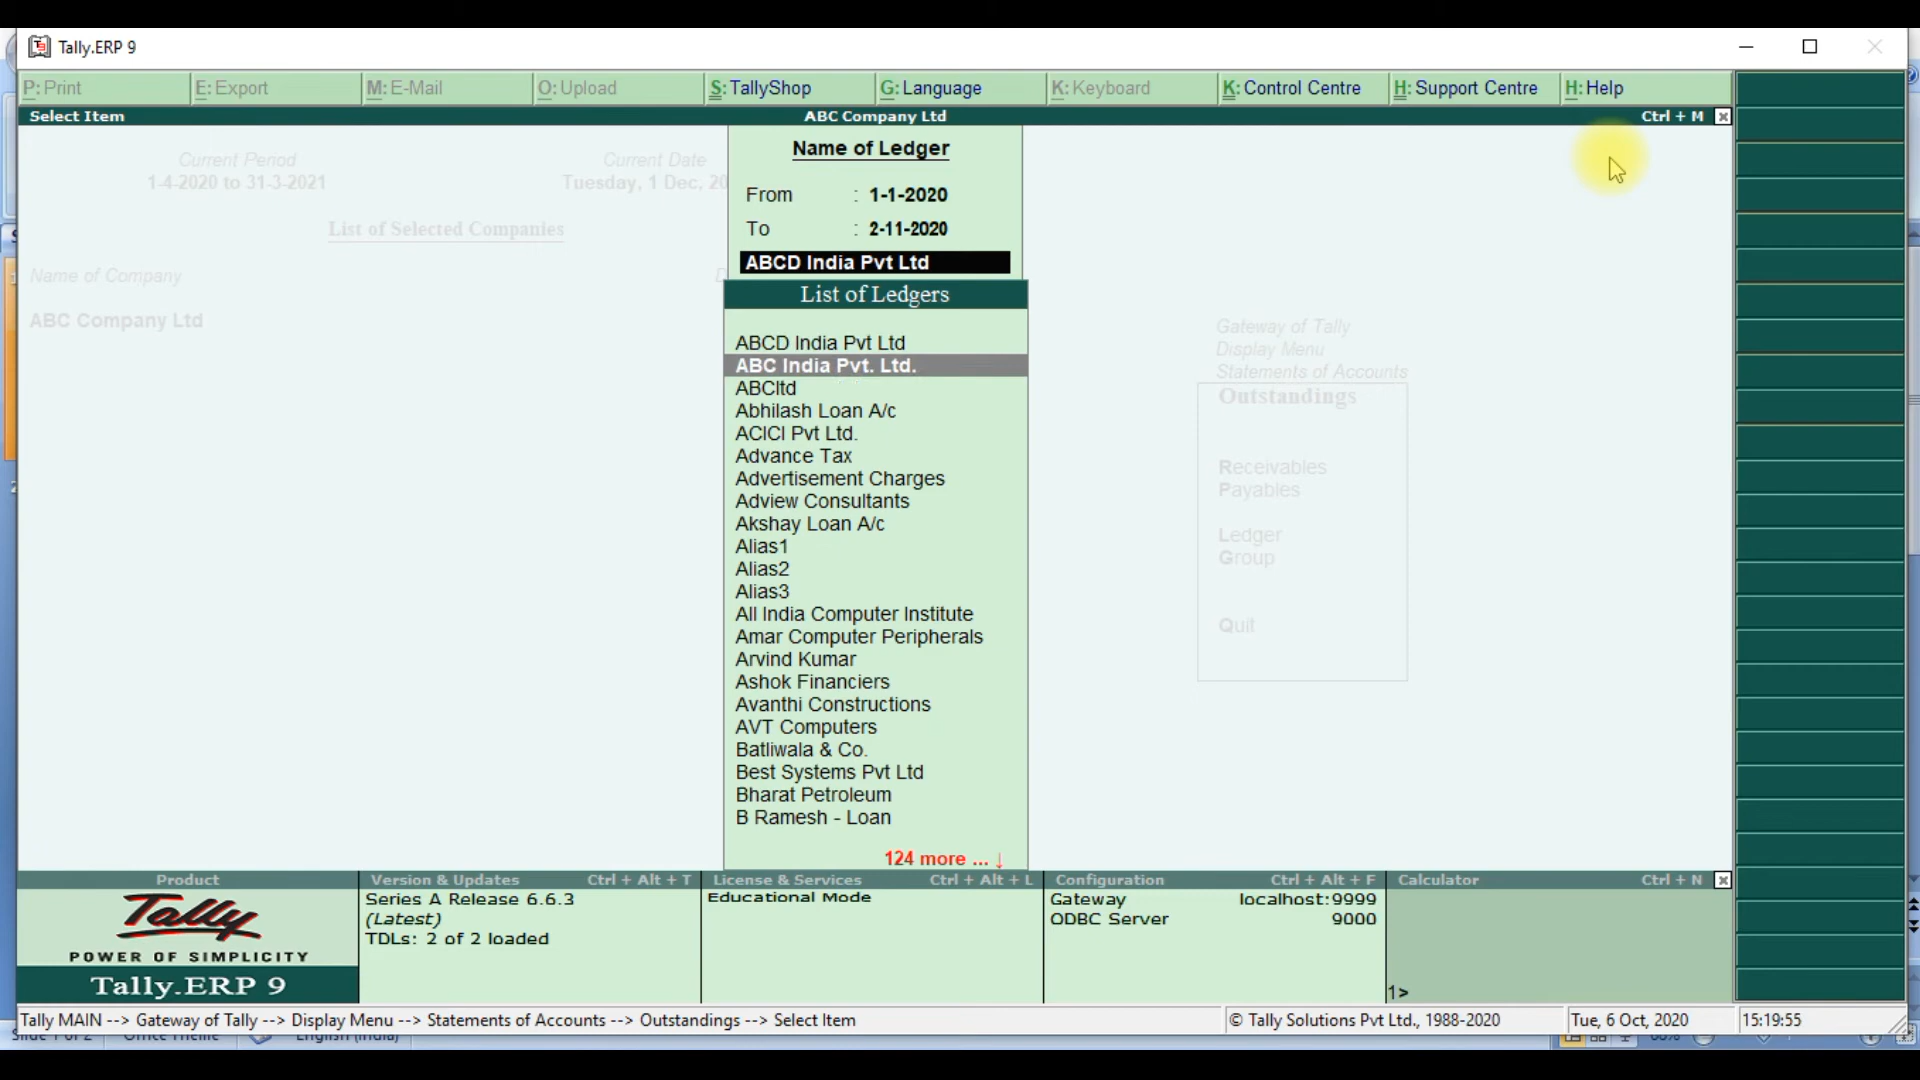 Tally.ERP 9
P: Print E: Export M: E-Mail O: Upload S: TallyShop G: Language K: Keyboard K: Control Centre H: Support Centre H: Help
Select Item ABC Company Ltd Ctrl + M
Name of Ledger
Current Period Current Date
1-4-2020 to 31-3-2021 Tuesday, 1 Dec, 20
From : 1-1-2020
To : 2-11-2020
List of Selected Companies
ABCD India Pvt Ltd
Name of Company D
List of Ledgers
ABC Company Ltd
Gateway of Tally
Display Menu
Statements of Accounts
Outstandings
Receivables
Payables
Ledger
Group
Quit
ABCD India Pvt Ltd
ABC India Pvt. Ltd.
ABCltd
Abhilash Loan A/c
ACICI Pvt Ltd.
Advance Tax
Advertisement Charges
Adview Consultants
Akshay Loan A/c
Alias1
Alias2
Alias3
All India Computer Institute
Amar Computer Peripherals
Arvind Kumar
Ashok Financiers
Avanthi Constructions
AVT Computers
Batliwala & Co.
Best Systems Pvt Ltd
Bharat Petroleum
B Ramesh - Loan
124 more ... ↓
Product Version & Updates Ctrl + Alt + T License & Services Ctrl + Alt + L Configuration Ctrl + Alt + F Calculator Ctrl + N
Tally
POWER OF SIMPLICITY
Tally.ERP 9
Series A Release 6.6.3
(Latest)
TDLs: 2 of 2 loaded
Educational Mode
Gateway localhost:9999
ODBC Server 9000
1>
Tally MAIN --> Gateway of Tally --> Display Menu --> Statements of Accounts --> Outstandings --> Select Item © Tally Solutions Pvt Ltd., 1988-2020 Tue, 6 Oct, 2020 15:19:55
Slide 1 of 2 Office Theme English (India) 66%